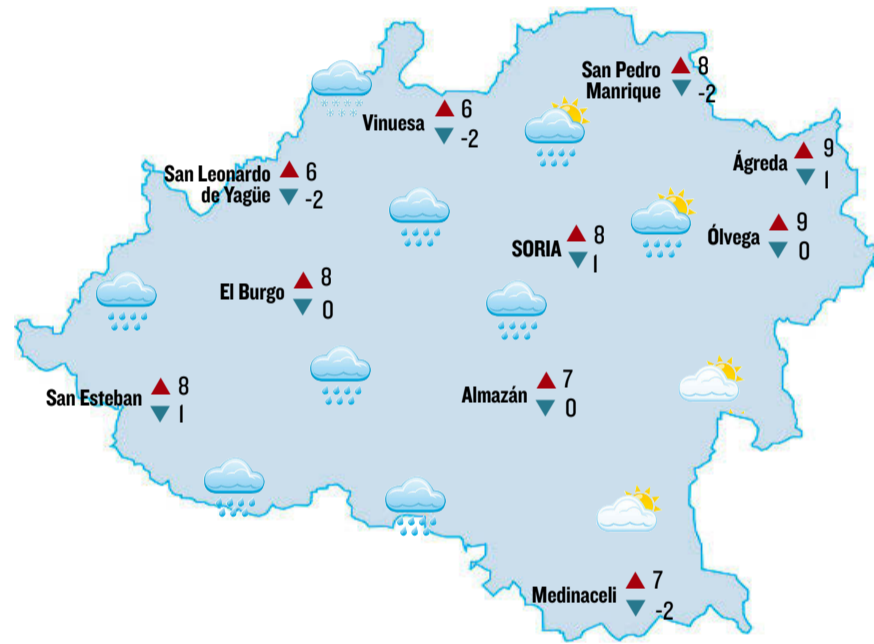 San Pedro
Manrique
8
-2
Vinuesa
6
-2
Ágreda
9
1
San Leonardo
de Yagüe
6
-2
SORIA
8
1
Ólvega
9
0
El Burgo
8
0
San Esteban
8
1
Almazán
7
0
Medinaceli
7
-2